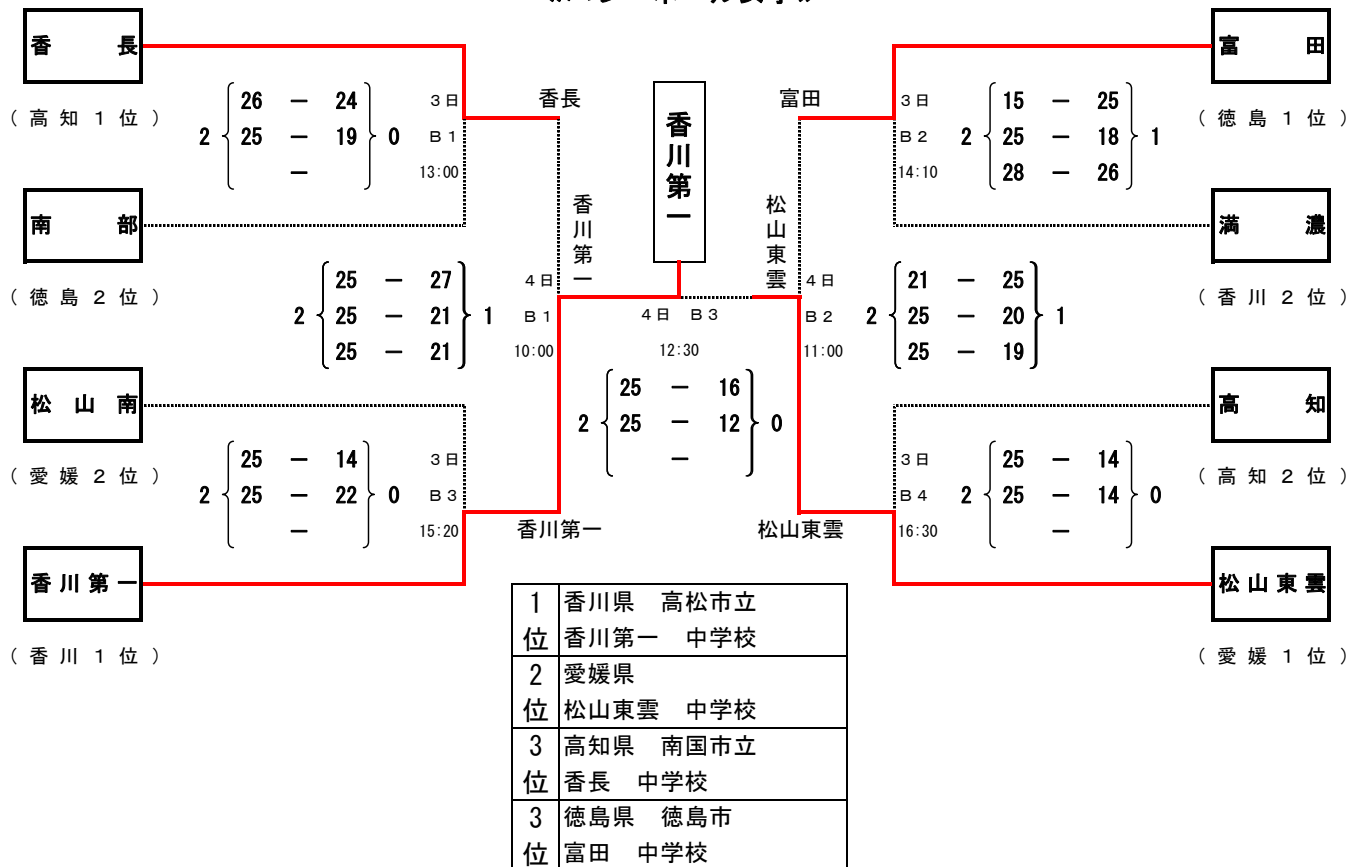 香長
富田
(高知1位)
(徳島1位)
26 － 24
2 25 － 19 0
－
3日
B1
13:00
香長
香川第一
富田
3日
B2
14:10
15 － 25
2 25 － 18 1
28 － 26
南部
満濃
(徳島2位)
(香川2位)
香川第一
松山東雲
25 － 27
2 25 － 21 1
25 － 21
4日
B1
10:00
4日 B3
12:30
4日
B2
11:00
21 － 25
2 25 － 20 1
25 － 19
25 － 16
2 25 － 12 0
－
松山南
高知
(愛媛2位)
(高知2位)
25 － 14
2 25 － 22 0
－
3日
B3
15:20
香川第一
松山東雲
3日
B4
16:30
25 － 14
2 25 － 14 0
－
香川第一
松山東雲
(香川1位)
(愛媛1位)
1位 香川県 高松市立
香川第一 中学校
2位 愛媛県
松山東雲 中学校
3位 高知県 南国市立
香長 中学校
3位 徳島県 徳島市
富田 中学校